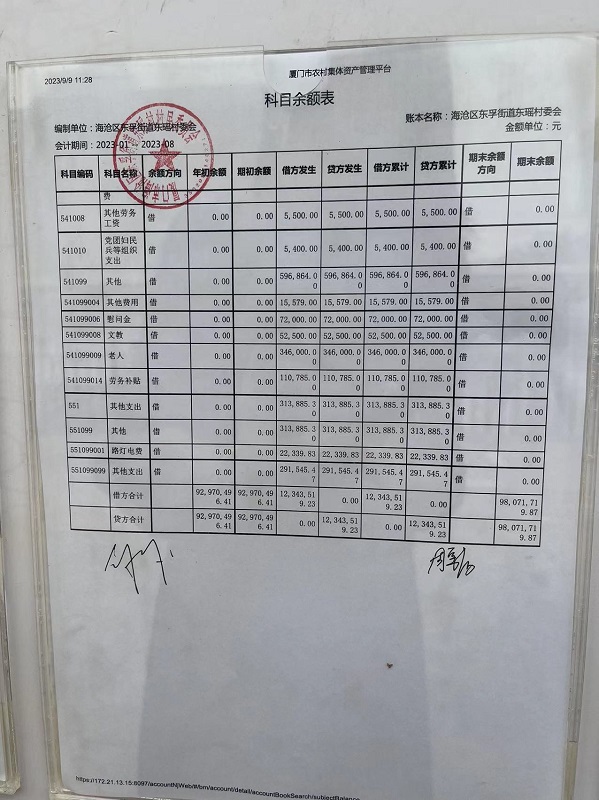 2023/9/9 11:28 厦门市农村集体资产管理平台
科目余额表
编制单位：海沧区东孚街道东瑶村委会 账本名称：海沧区东孚街道东瑶村委会
会计期间：2023-01 2023-08 金额单位：元
科目编码 科目名称 余额方向 年初余额 期初余额 借方发生 贷方发生 借方累计 贷方累计 期末余额方向 期末余额
费
541008 其他劳务工资 借 0.00 0.00 5,500.00 5,500.00 5,500.00 5,500.00 借 0.00
541010 党团妇民兵等组织支出 借 0.00 0.00 5,400.00 5,400.00 5,400.00 5,400.00 借 0.00
541099 其他 借 0.00 0.00 596,864.00 596,864.00 596,864.00 596,864.00 借 0.00
541099004 其他费用 借 0.00 0.00 15,579.00 15,579.00 15,579.00 15,579.00 借 0.00
541099006 慰问金 借 0.00 0.00 72,000.00 72,000.00 72,000.00 72,000.00 借 0.00
541099008 文教 借 0.00 0.00 52,500.00 52,500.00 52,500.00 52,500.00 借 0.00
541099009 老人 借 0.00 0.00 346,000.00 346,000.00 346,000.00 346,000.00 借 0.00
541099014 劳务补贴 借 0.00 0.00 110,785.00 110,785.00 110,785.00 110,785.00 借 0.00
551 其他支出 借 0.00 0.00 313,885.30 313,885.30 313,885.30 313,885.30 借 0.00
551099 其他 借 0.00 0.00 313,885.30 313,885.30 313,885.30 313,885.30 借 0.00
551099001 路灯电费 借 0.00 0.00 22,339.83 22,339.83 22,339.83 22,339.83 借 0.00
551099099 其他支出 借 0.00 0.00 291,545.47 291,545.47 291,545.47 291,545.47 借 0.00
借方合计 92,970,496.41 92,970,496.41 12,343,519.23 0.00 12,343,519.23 0.00 98,071,719.87
贷方合计 92,970,496.41 92,970,496.41 0.00 12,343,519.23 0.00 12,343,519.23 98,071,719.87
https://172.21.13.15:6097/accountNjWeb/#bm/account/detail/accountBookSearch/subjectBalance